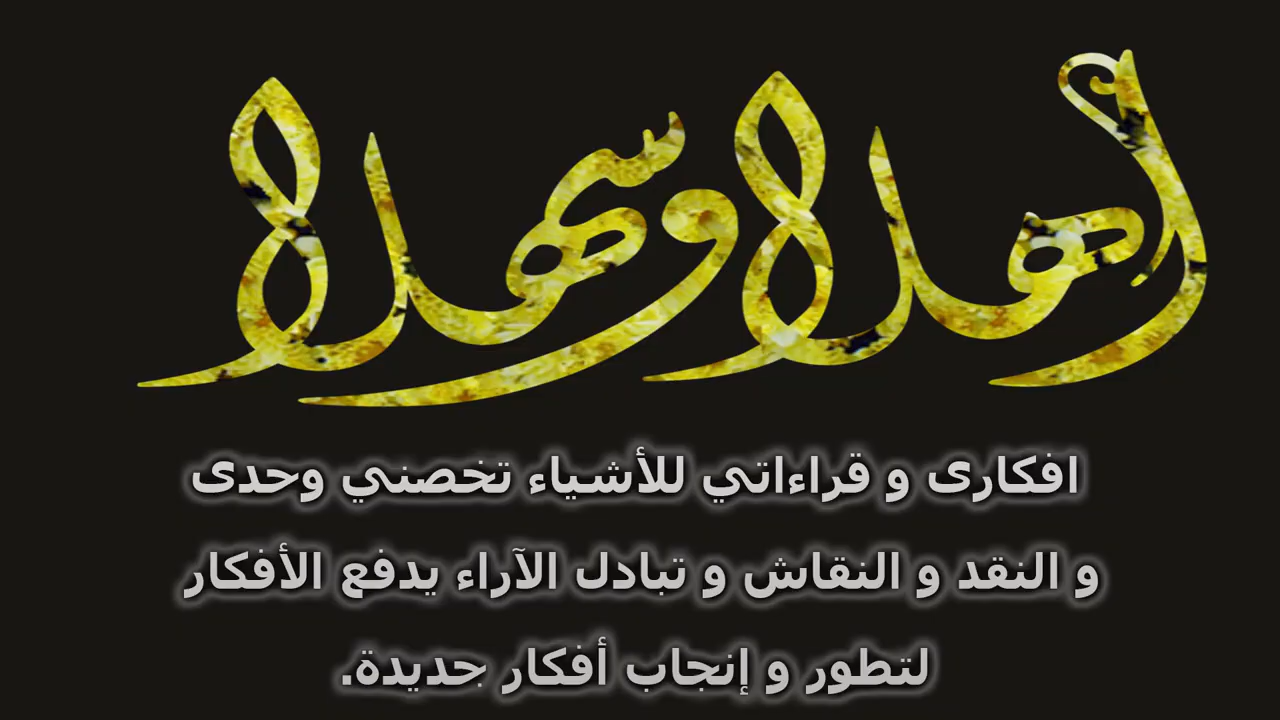 أهلا وسهلا
افكارى و قراءاتي للأشياء تخصني وحدى
و النقد و النقاش و تبادل الآراء يدفع الأفكار
لتطور و إنجاب أفكار جديدة.